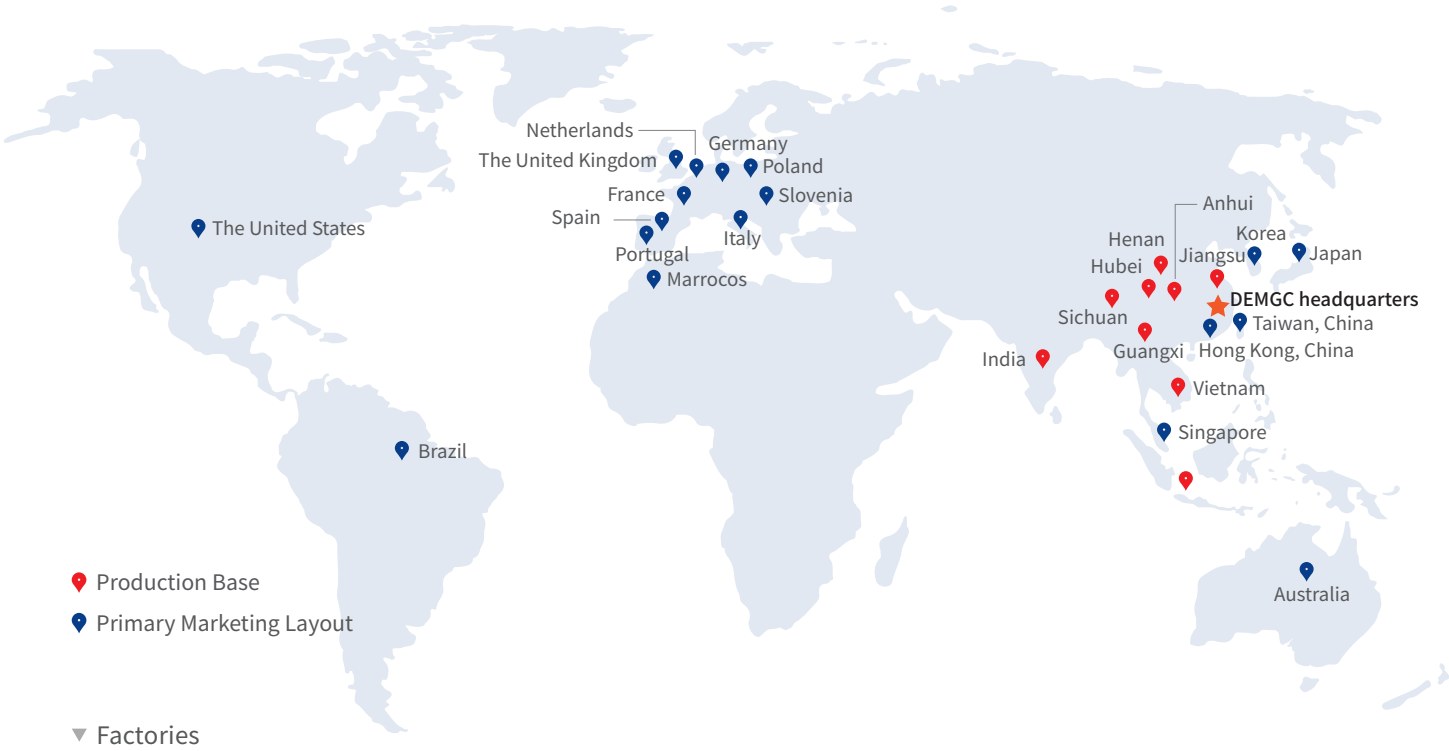 Netherlands
Germany
The United Kingdom
Poland
France
Slovenia
Spain
Anhui
The United States
Italy
Henan
Korea
Portugal
Jiangsu
Japan
Hubei
Marrocos
DEMGC headquarters
Sichuan
Taiwan, China
Guangxi
Hong Kong, China
India
Vietnam
Singapore
Brazil
Production Base
Australia
Primary Marketing Layout
Factories